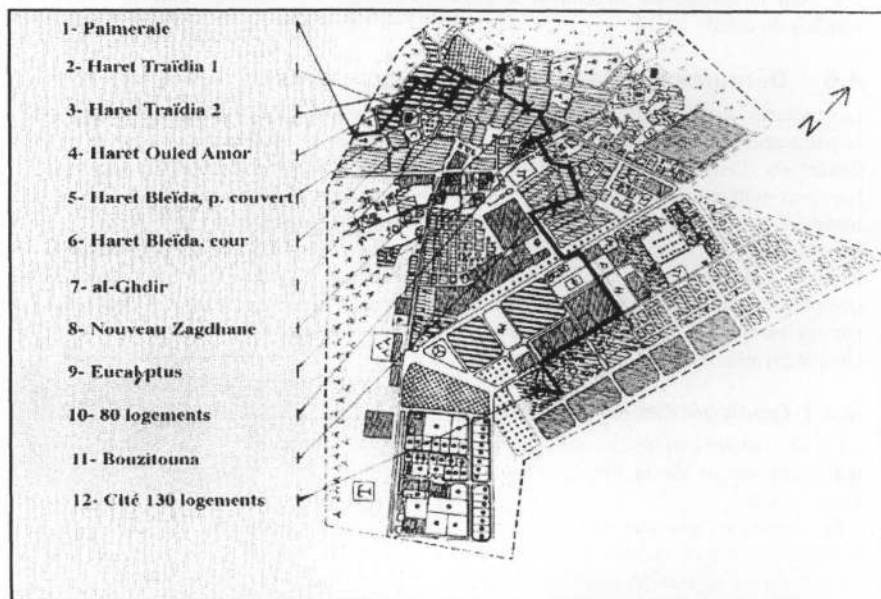 1- Palmeraie
2- Haret Traïdia 1
3- Haret Traïdia 2
4- Haret Ouled Amor
5- Haret Bleïda, p. couvert
6- Haret Bleïda, cour
7- al-Ghdir
8- Nouveau Zagdhane
9- Eucalyptus
10- 80 logements
11- Bouzitouna
12- Cité 130 logements
N